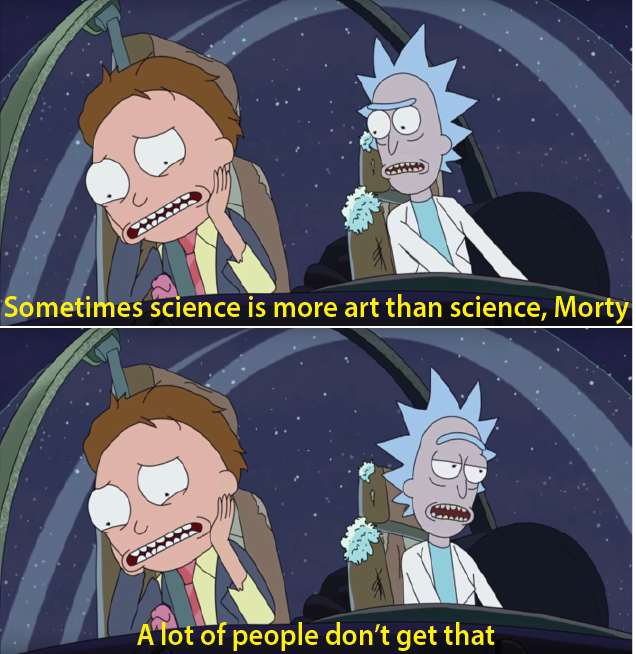 Sometimes science is more art than science, Morty
A lot of people don't get that